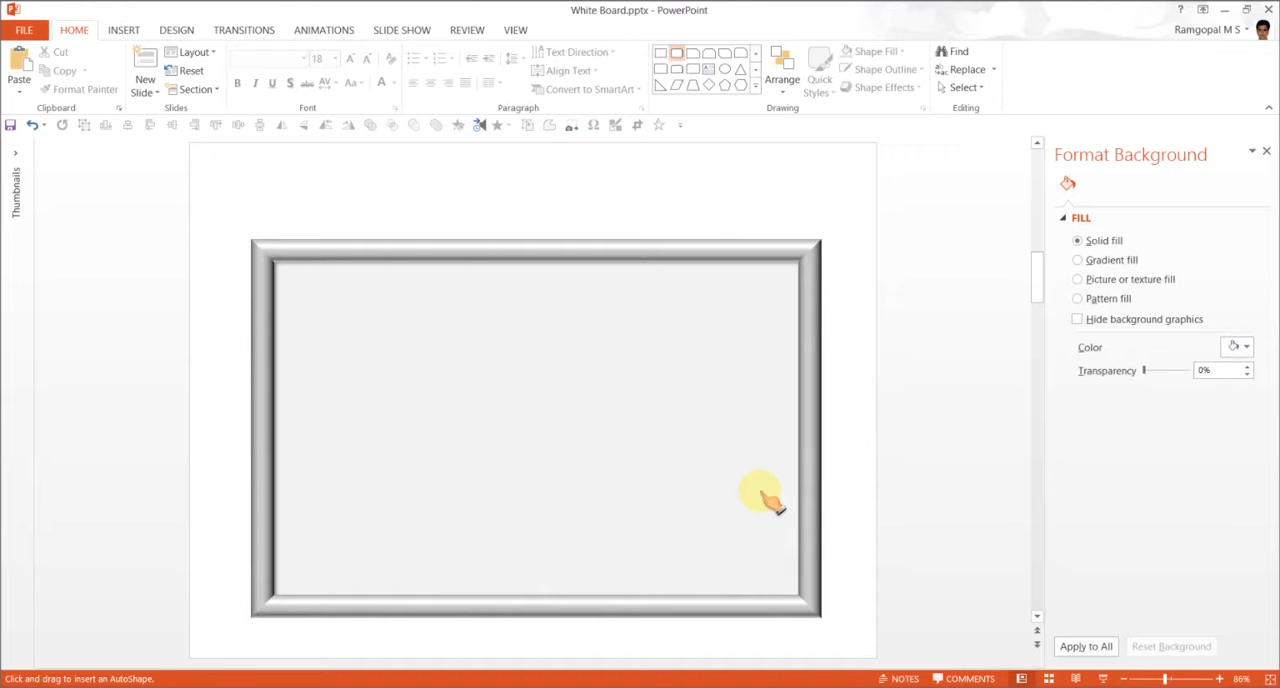 White Board.pptx - PowerPoint
?
FILE HOME INSERT DESIGN TRANSITIONS ANIMATIONS SLIDE SHOW REVIEW VIEW Ramgopal M S
Cut Layout 18 Text Direction Shape Fill Find
Paste Copy New Reset Align Text Arrange Quick Shape Outline Replace
Format Painter Slide Section B I U S abc AV Aa A Convert to SmartArt Styles Shape Effects Select
Clipboard Slides Font Paragraph Drawing Editing
Thumbnails
Format Background
FILL
Solid fill
Gradient fill
Picture or texture fill
Pattern fill
Hide background graphics
Color
Transparency 0%
Apply to All Reset Background
Click and drag to insert an AutoShape. NOTES COMMENTS 86%